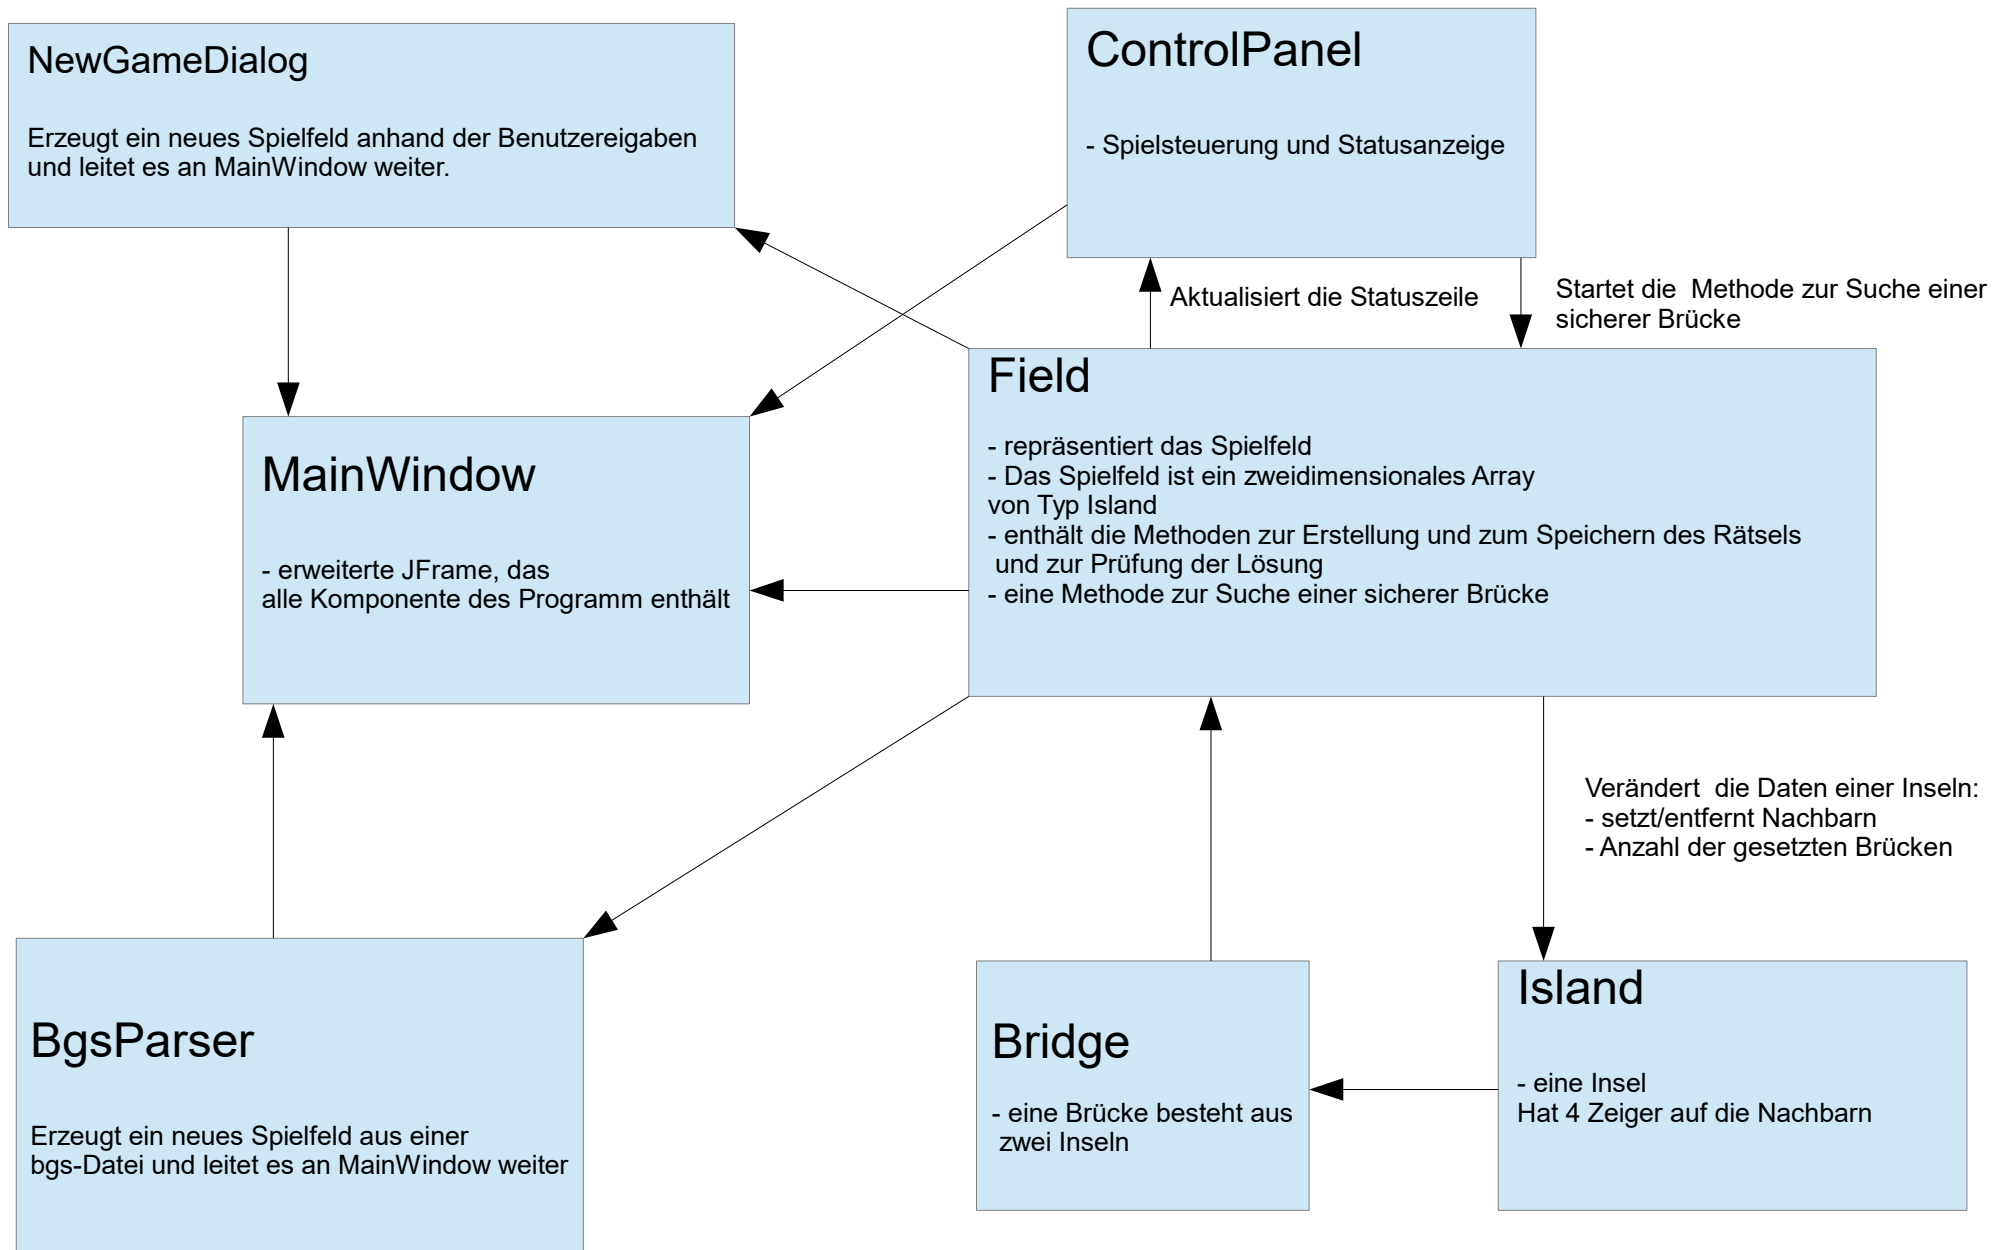 NewGameDialog
Erzeugt ein neues Spielfeld anhand der Benutzereigaben
und leitet es an MainWindow weiter.
ControlPanel
- Spielsteuerung und Statusanzeige
Aktualisiert die Statuszeile
Startet die  Methode zur Suche einer
sicherer Brücke
MainWindow
- erweiterte JFrame, das
alle Komponente des Programm enthält
Field
- repräsentiert das Spielfeld
- Das Spielfeld ist ein zweidimensionales Array
von Typ Island
- enthält die Methoden zur Erstellung und zum Speichern des Rätsels
und zur Prüfung der Lösung
- eine Methode zur Suche einer sicherer Brücke
Verändert  die Daten einer Inseln:
- setzt/entfernt Nachbarn
- Anzahl der gesetzten Brücken
BgsParser
Erzeugt ein neues Spielfeld aus einer
bgs-Datei und leitet es an MainWindow weiter
Bridge
- eine Brücke besteht aus
zwei Inseln
Island
- eine Insel
Hat 4 Zeiger auf die Nachbarn